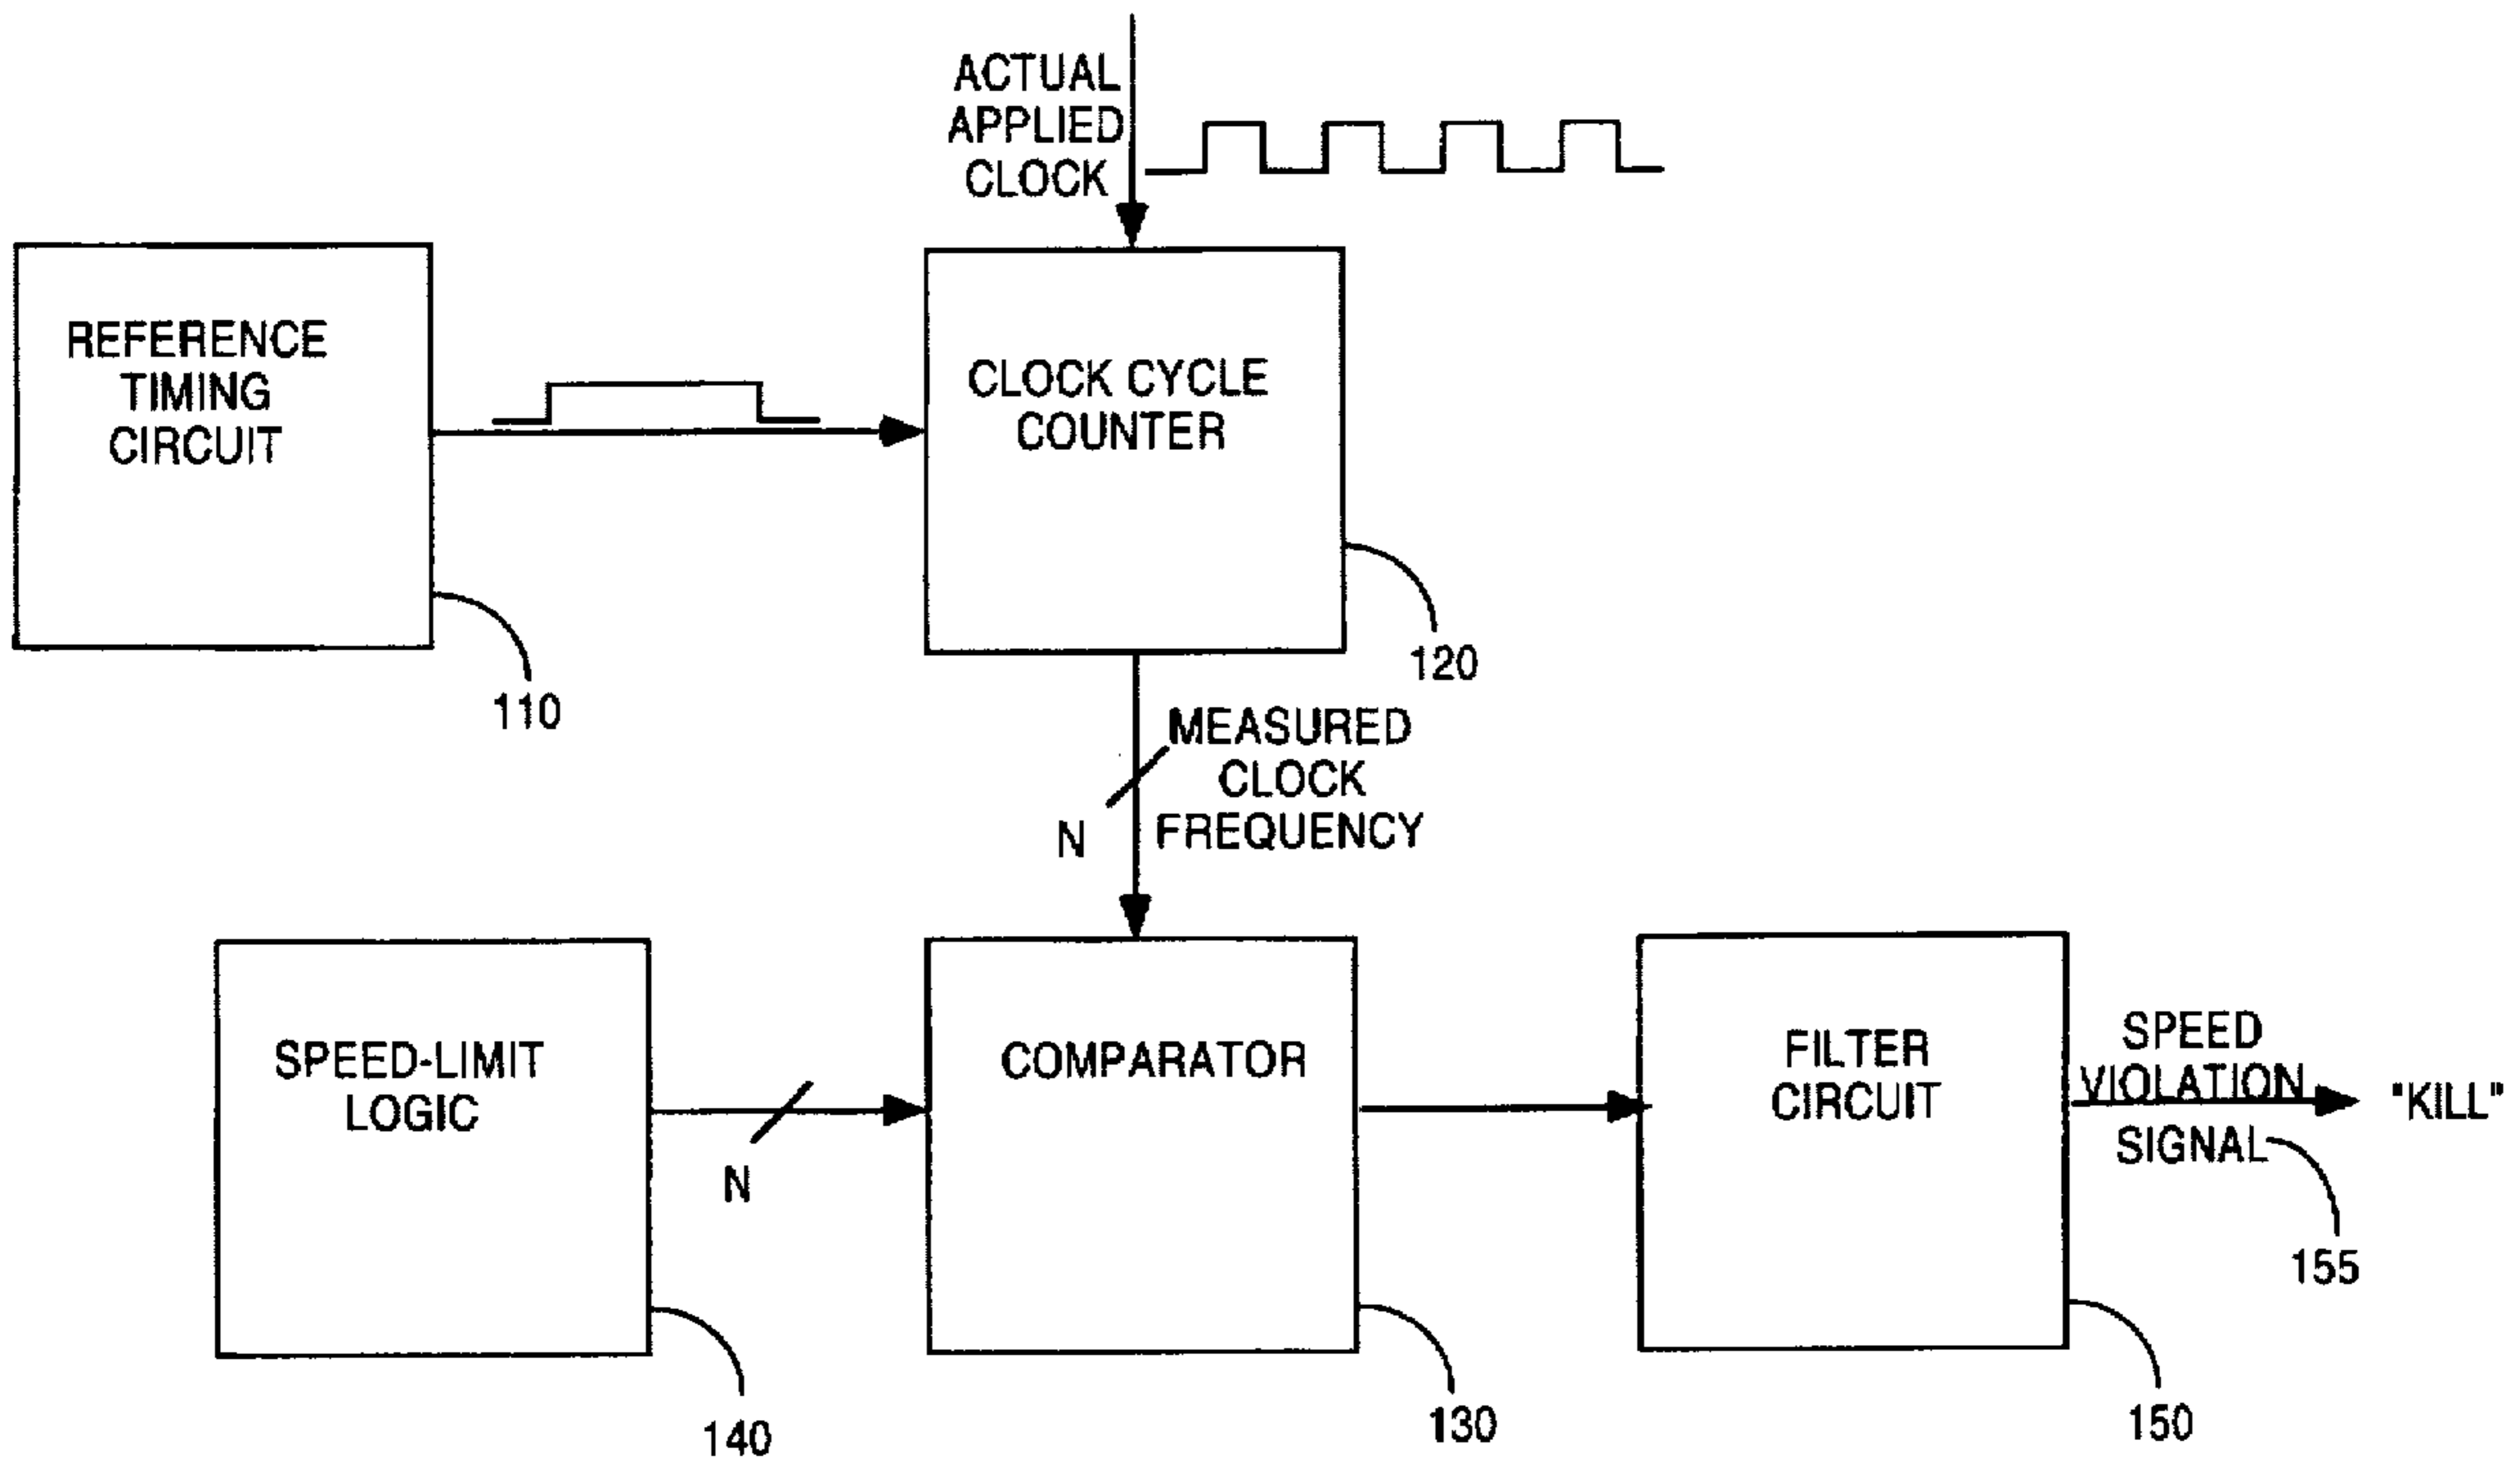 ACTUAL
APPLIED
CLOCK
REFERENCE
TIMING
CIRCUIT
CLOCK CYCLE
COUNTER
110
120
MEASURED
CLOCK
FREQUENCY
N
SPEED-LIMIT
LOGIC
N
COMPARATOR
FILTER
CIRCUIT
SPEED
VIOLATION
SIGNAL
"KILL"
155
140
130
150